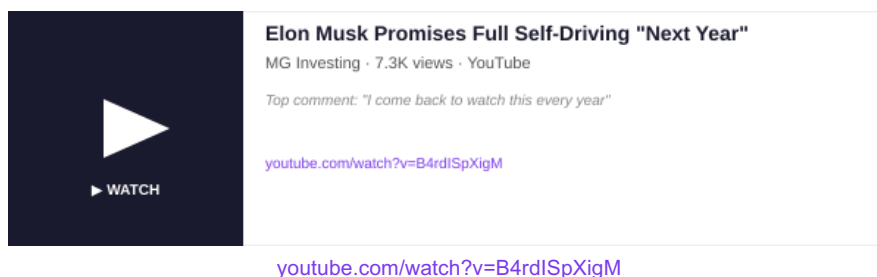 Elon Musk Promises Full Self-Driving "Next Year"
MG Investing · 7.3K views · YouTube
Top comment: "I come back to watch this every year"
youtube.com/watch?v=B4rdISpXigM
▶ WATCH
youtube.com/watch?v=B4rdISpXigM